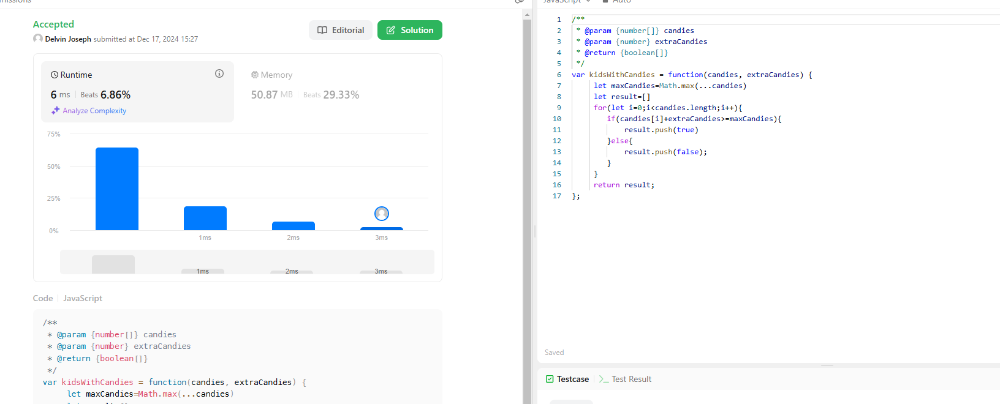 missions
Accepted
Editorial
Solution
Delvin Joseph submitted at Dec 17, 2024 15:27
Runtime
6 ms | Beats 6.86%
Analyze Complexity
Memory
50.87 MB | Beats 29.33%
75%
50%
25%
0%
1ms 2ms 3ms
1ms 2ms 3ms
Code | JavaScript
/**
* @param {number[]} candies
* @param {number} extraCandies
* @return {boolean[]}
*/
var kidsWithCandies = function(candies, extraCandies) {
let maxCandies=Math.max(...candies)
JavaScript Auto
1 /**
2 * @param {number[]} candies
3 * @param {number} extraCandies
4 * @return {boolean[]}
5 */
6 var kidsWithCandies = function(candies, extraCandies) {
7 let maxCandies=Math.max(...candies)
8 let result=[]
9 for(let i=0;i<candies.length;i++){
10 if(candies[i]+extraCandies>=maxCandies){
11 result.push(true)
12 }else{
13 result.push(false);
14 }
15 }
16 return result;
17 };
Saved
Testcase
Test Result